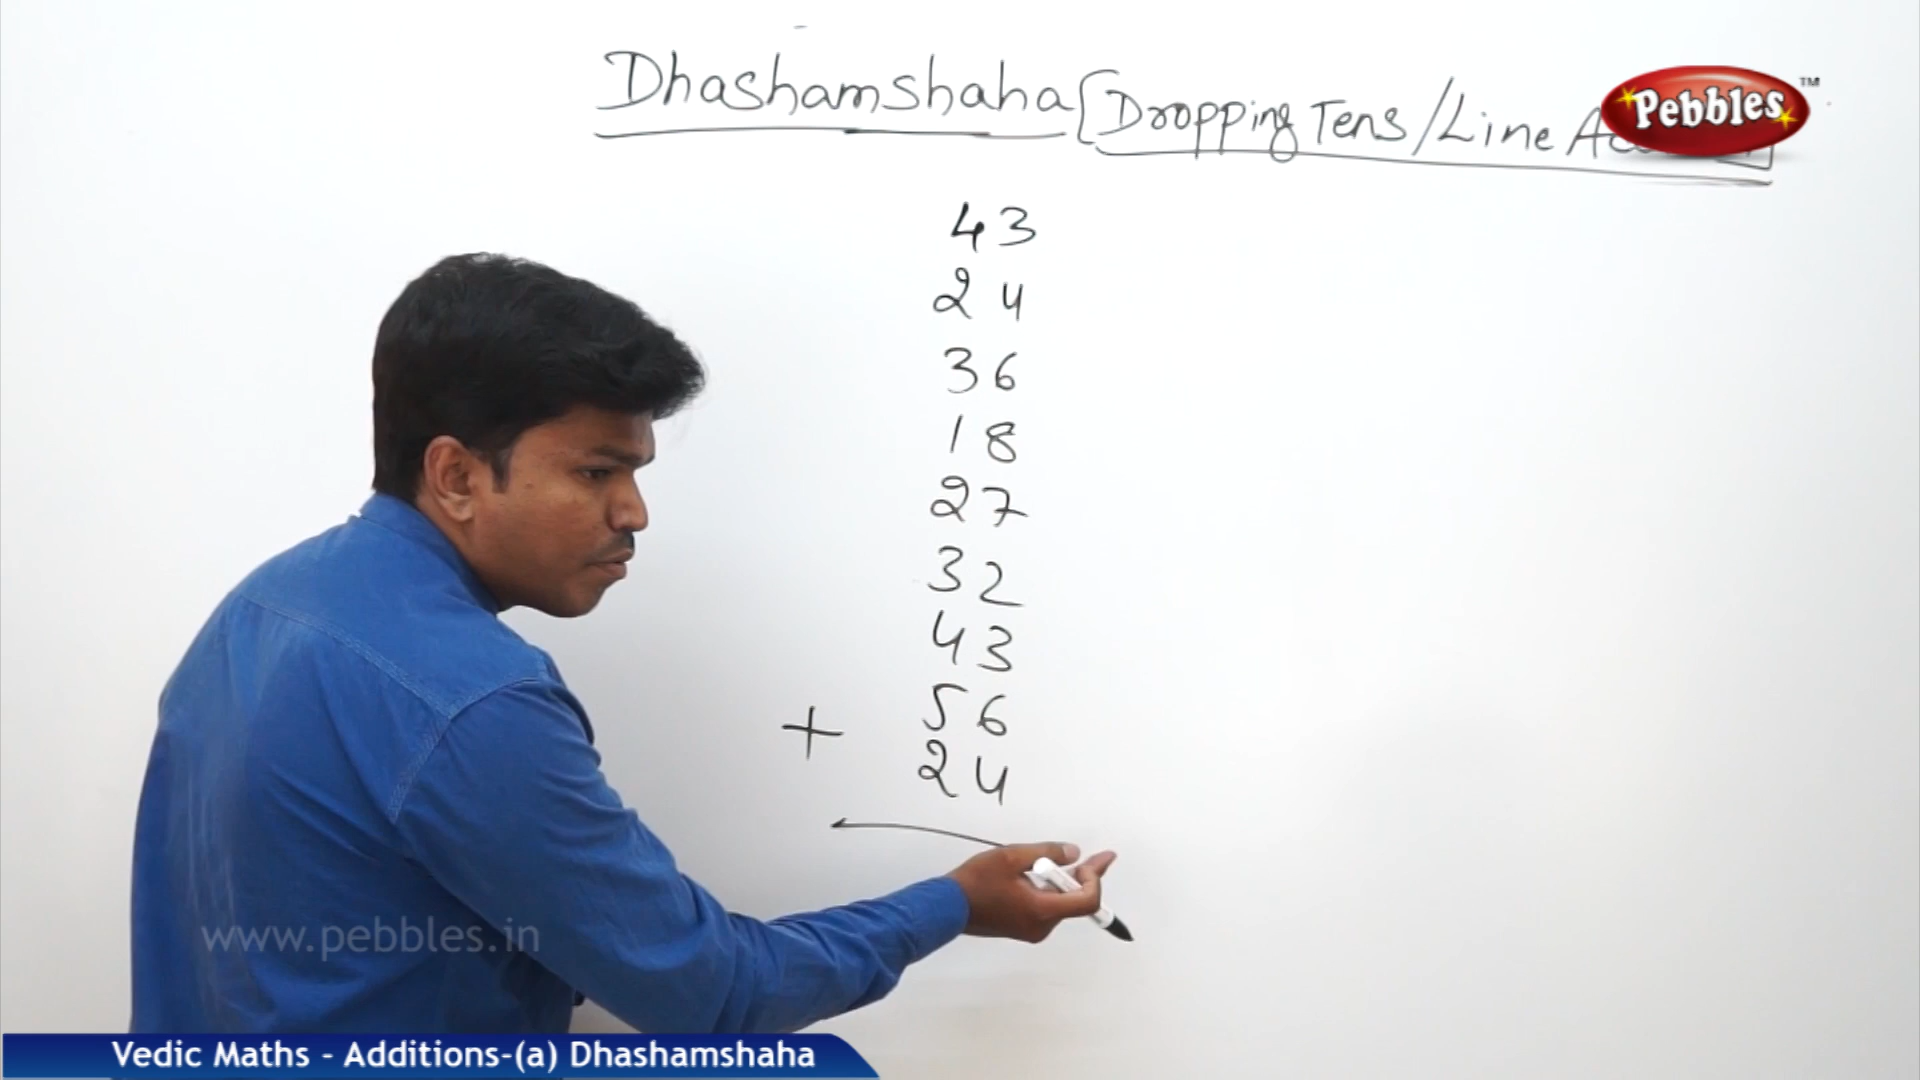 Dhashamshaha [Dropping Tens/Line
Pebbles™
43
24
36
18
27
32
43
56
+ 24
www.pebbles.in
Vedic Maths - Additions-(a) Dhashamshaha